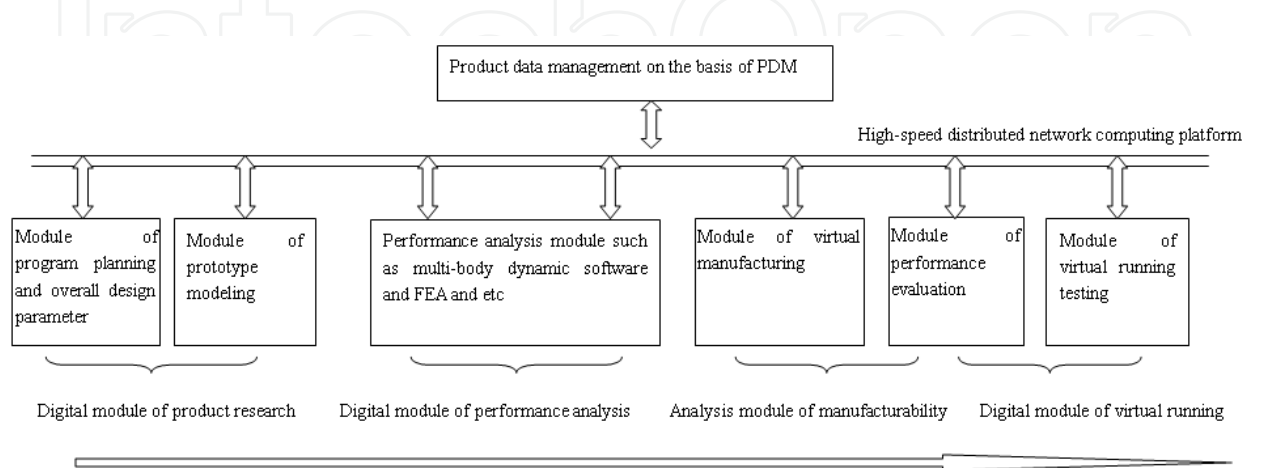 IntechOpen
Product data management on the basis of PDM
High-speed distributed network computing platform
Module of
program planning
and overall design
parameter
Module of
prototype
modeling
Performance analysis module such
as multi-body dynamic software
and FEA and etc
Module of virtual
manufacturing
Module of
performance
evaluation
Module of
virtual running
testing
Digital module of product research
Digital module of performance analysis
Analysis module of manufacturability
Digital module of virtual running